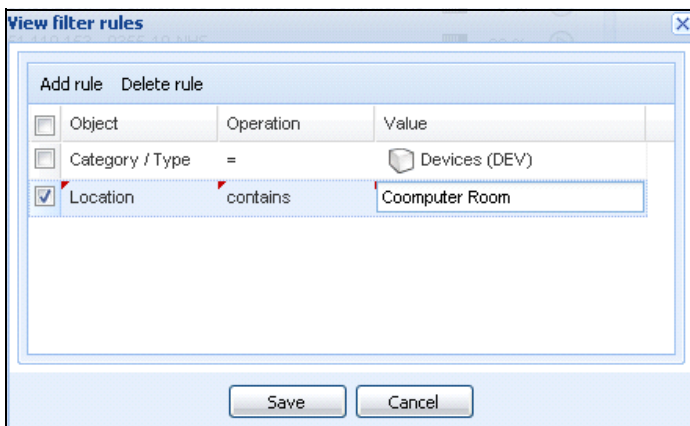 View filter rules
Add rule Delete rule
Object Operation Value
Category / Type = Devices (DEV)
Location contains Coomputer Room
Save Cancel